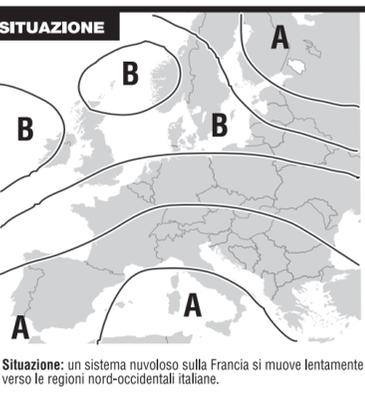 SITUAZIONE
A
B
B
B
A
A
Situazione: un sistema nuvoloso sulla Francia si muove lentamente
verso le regioni nord-occidentali italiane.